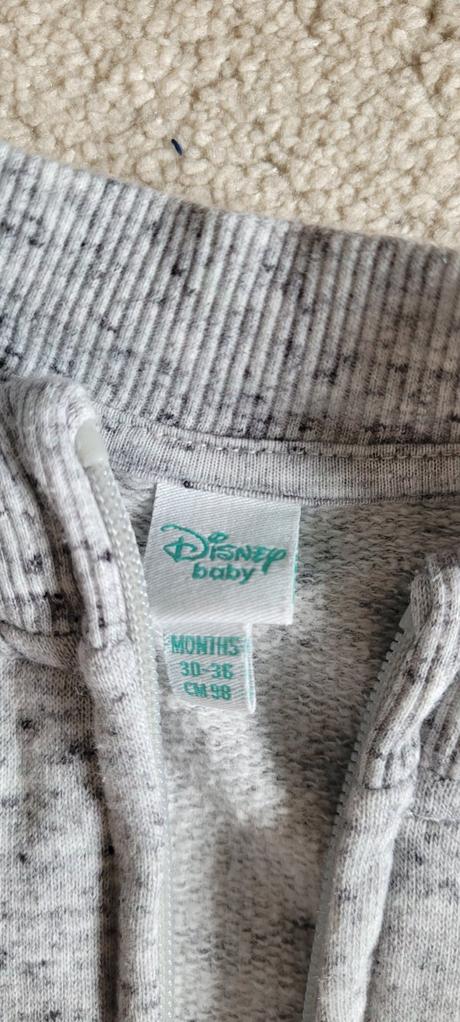 Disney
baby
MONTHS
30-36
CM 98